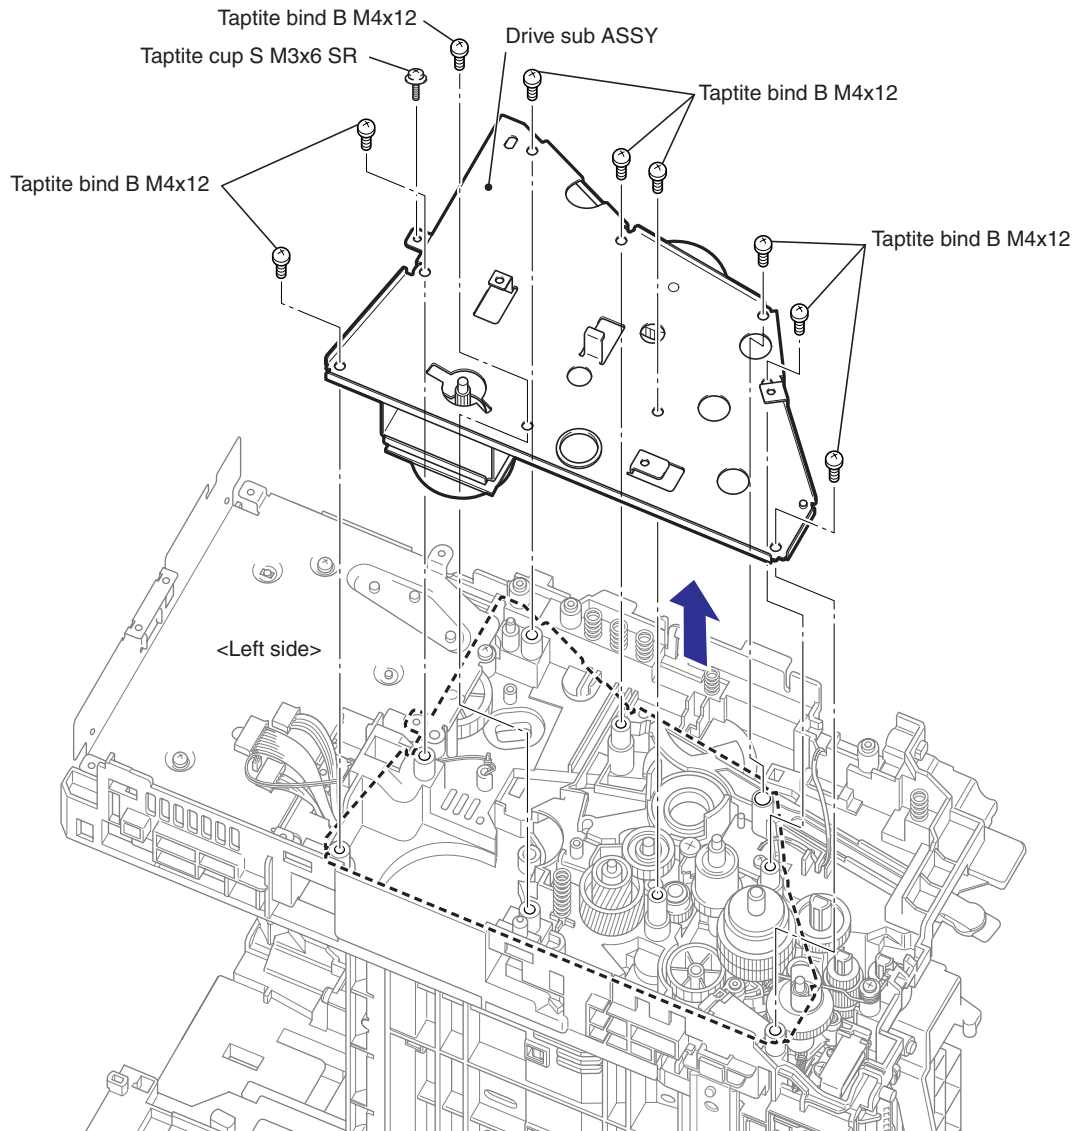 Taptite bind B M4x12
Drive sub ASSY
Taptite cup S M3x6 SR
Taptite bind B M4x12
Taptite bind B M4x12
Taptite bind B M4x12
<Left side>